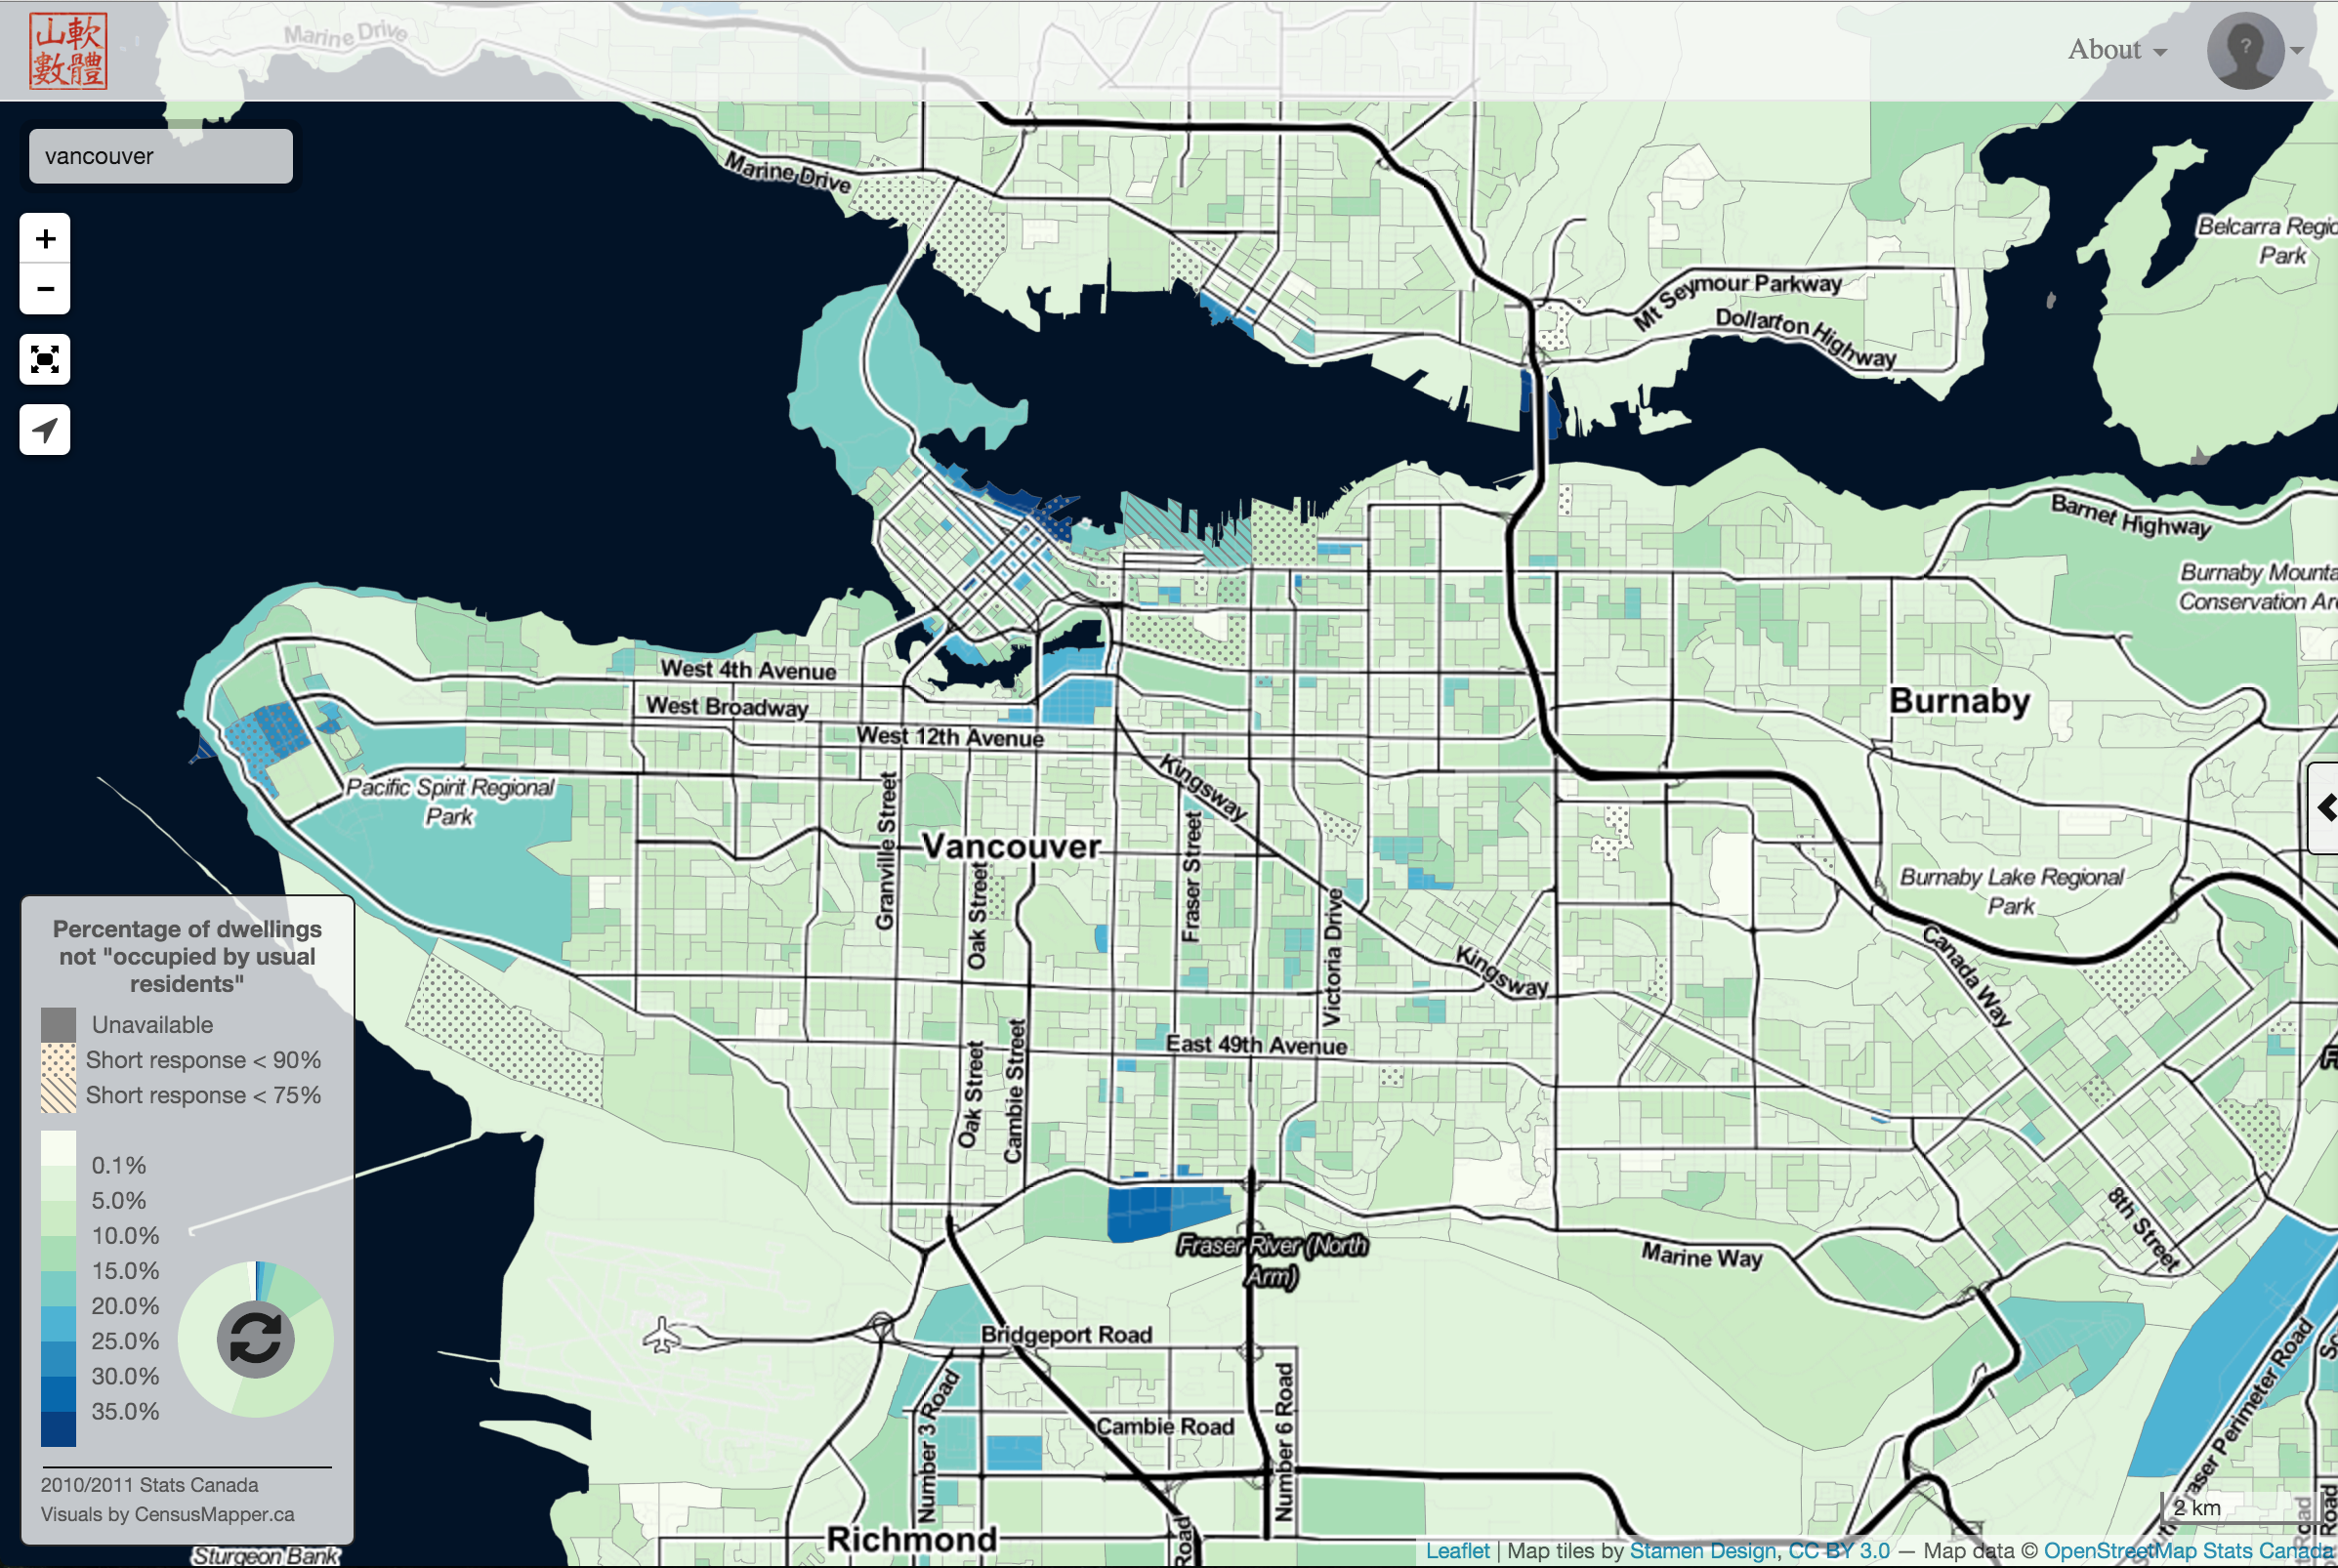 山軟
數體
Marine Drive
About
?
vancouver
+
−
Marine Drive
Mt Seymour Parkway
Dollarton Highway
Belcarra Regio
Park
Barnet Highway
Burnaby Mounta
Conservation Ar
West 4th Avenue
West Broadway
West 12th Avenue
Burnaby
Kingsway
Pacific Spirit Regional
Park
Vancouver
Granville Street
Oak Street
Fraser Street
Victoria Drive
Burnaby Lake Regional
Park
Kingsway
Canada Way
East 49th Avenue
Oak Street
Cambie Street
8th Street
Fraser River (North
Arm)
Marine Way
Bridgeport Road
Number 3 Road
Cambie Road
Number 6 Road
Fraser Perimeter Road
Richmond
Road
Road
Road
Sturgeon Bank
Percentage of dwellings
not "occupied by usual
residents"
Unavailable
Short response < 90%
Short response < 75%
0.1%
5.0%
10.0%
15.0%
20.0%
25.0%
30.0%
35.0%
2010/2011 Stats Canada
Visuals by CensusMapper.ca
2 km
Leaflet | Map tiles by Stamen Design, CC BY 3.0 — Map data © OpenStreetMap Stats Canada